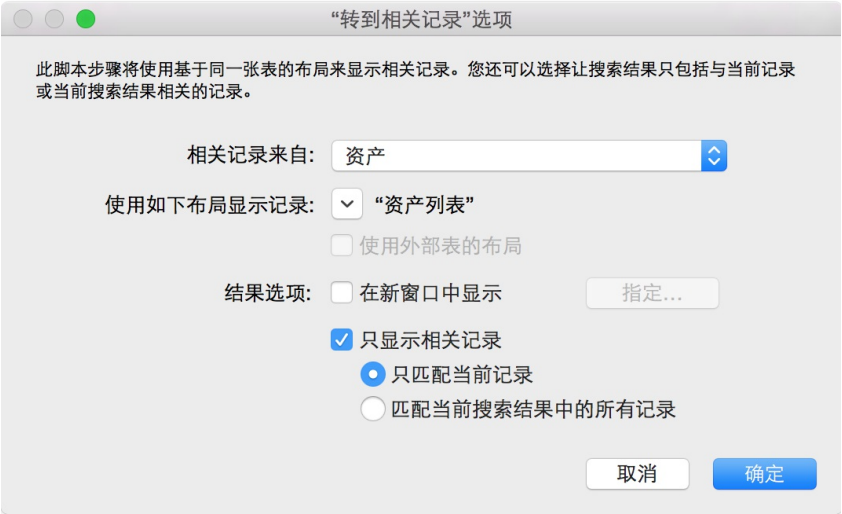 “转到相关记录”选项
此脚本步骤将使用基于同一张表的布局来显示相关记录。您还可以选择让搜索结果只包括与当前记录
或当前搜索结果相关的记录。
相关记录来自: 资产
使用如下布局显示记录: “资产列表”
使用外部表的布局
结果选项: 在新窗口中显示 指定...
只显示相关记录
只匹配当前记录
匹配当前搜索结果中的所有记录
取消 确定